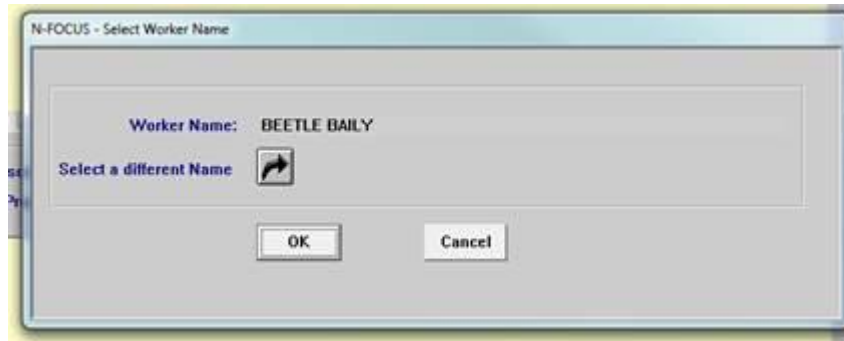 N-FOCUS - Select Worker Name
Worker Name: BEETLE BAILY
Select a different Name
OK Cancel